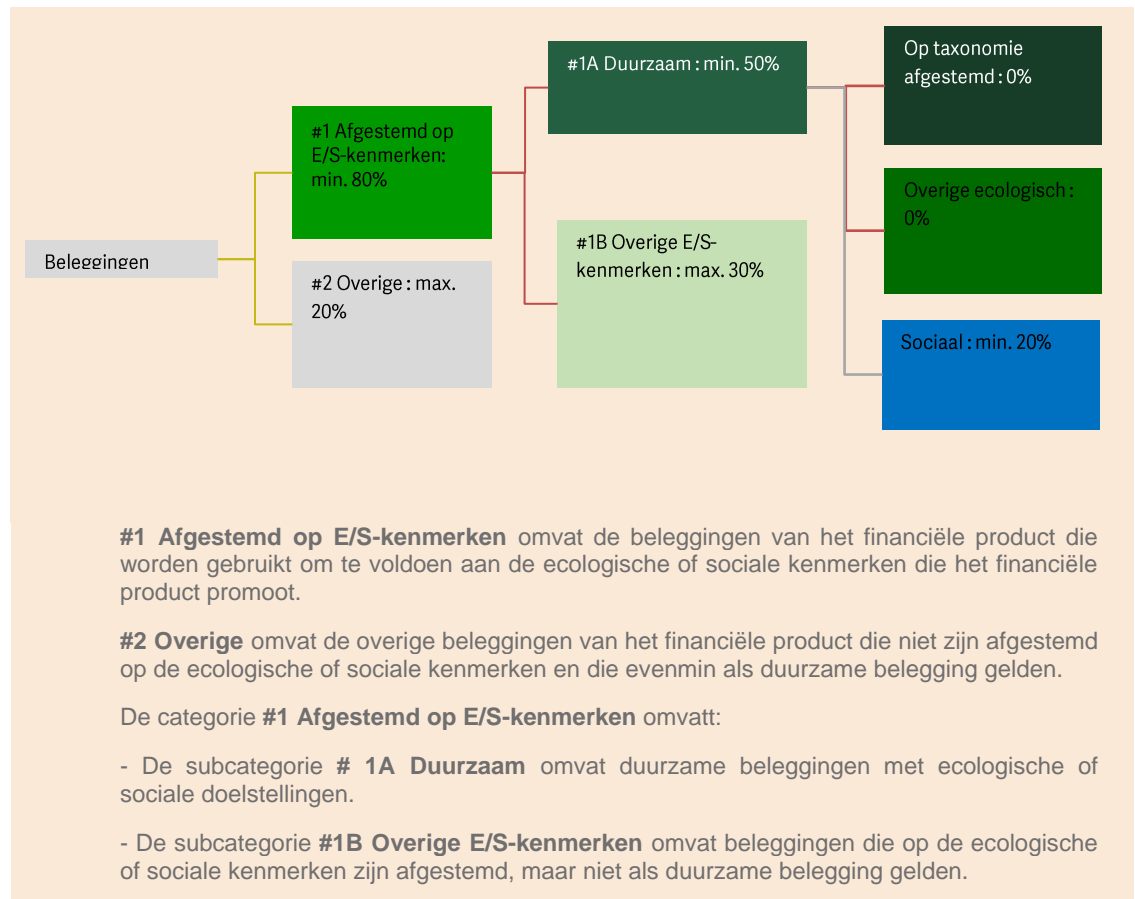 Beleggingen
#1 Afgestemd op
E/S-kenmerken:
min. 80%
#2 Overige : max.
20%
#1A Duurzaam : min. 50%
#1B Overige E/S-
kenmerken : max. 30%
Op taxonomie
afgestemd : 0%
Overige ecologisch :
0%
Sociaal : min. 20%
#1 Afgestemd op E/S-kenmerken omvat de beleggingen van het financiële product die
worden gebruikt om te voldoen aan de ecologische of sociale kenmerken die het financiële
product promoot.
#2 Overige omvat de overige beleggingen van het financiële product die niet zijn afgestemd
op de ecologische of sociale kenmerken en die evenmin als duurzame belegging gelden.
De categorie #1 Afgestemd op E/S-kenmerken omvatt:
- De subcategorie # 1A Duurzaam omvat duurzame beleggingen met ecologische of
sociale doelstellingen.
- De subcategorie #1B Overige E/S-kenmerken omvat beleggingen die op de ecologische
of sociale kenmerken zijn afgestemd, maar niet als duurzame belegging gelden.